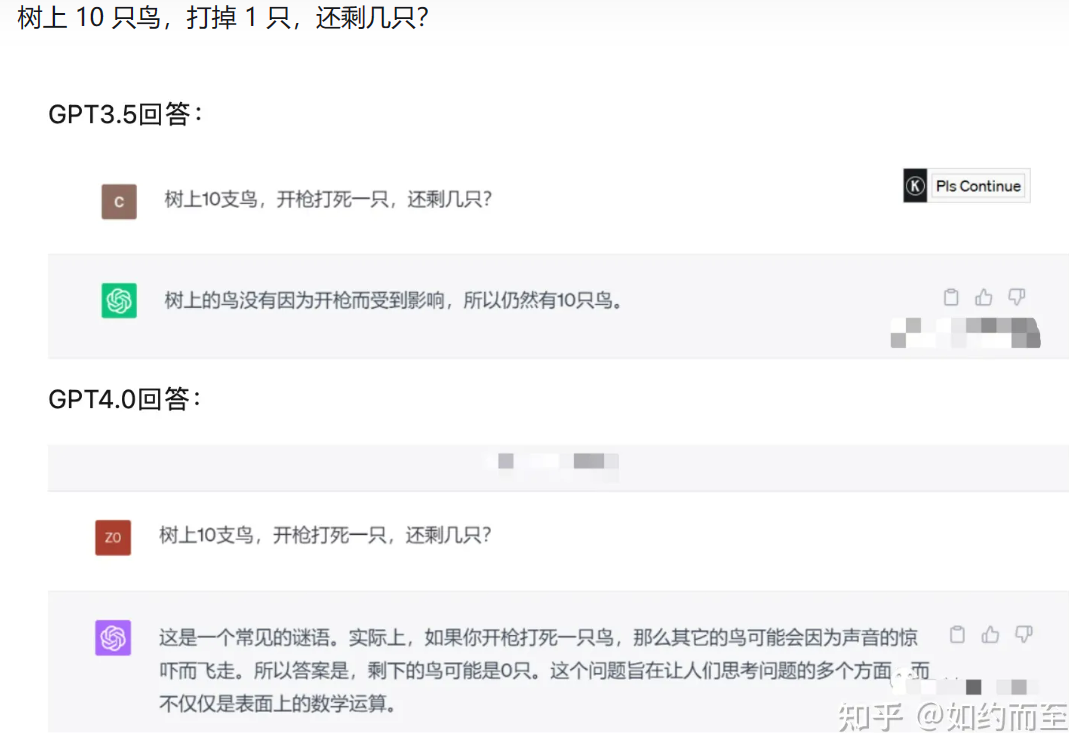 树上 10 只鸟，打掉 1 只，还剩几只？
GPT3.5回答：
K Pls Continue
C 树上10支鸟，开枪打死一只，还剩几只？
树上的鸟没有因为开枪而受到影响，所以仍然有10只鸟。
GPT4.0回答：
ZO 树上10支鸟，开枪打死一只，还剩几只？
这是一个常见的谜语。实际上，如果你开枪打死一只鸟，那么其它的鸟可能会因为声音的惊
吓而飞走。所以答案是，剩下的鸟可能是0只。这个问题旨在让人们思考问题的多个方面，而
不仅仅是表面上的数学运算。
知乎 @如约而至